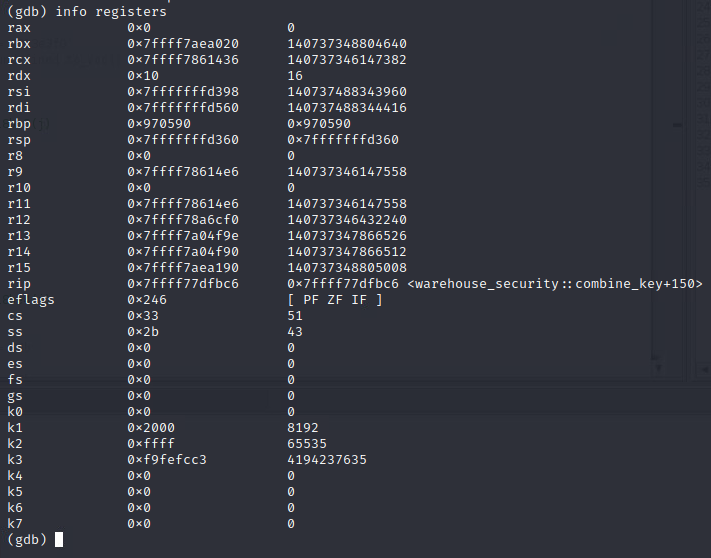 (gdb) info registers
rax 0x0 0
rbx 0x7ffff7aea020 140737348804640
rcx 0x7ffff7861436 140737346147382
rdx 0x10 16
rsi 0x7fffffffd398 140737488343960
rdi 0x7fffffffd560 140737488344416
rbp 0x970590 0x970590
rsp 0x7fffffffd360 0x7fffffffd360
r8 0x0 0
r9 0x7ffff78614e6 140737346147558
r10 0x0 0
r11 0x7ffff78614e6 140737346147558
r12 0x7ffff78a6cf0 140737346432240
r13 0x7ffff7a04f9e 140737347866526
r14 0x7ffff7a04f90 140737347866512
r15 0x7ffff7aea190 140737348805008
rip 0x7ffff77dfbc6 0x7ffff77dfbc6 <warehouse_security::combine_key+150>
eflags 0x246 [ PF ZF IF ]
cs 0x33 51
ss 0x2b 43
ds 0x0 0
es 0x0 0
fs 0x0 0
gs 0x0 0
k0 0x0 0
k1 0x2000 8192
k2 0xffff 65535
k3 0xf9fefcc3 4194237635
k4 0x0 0
k5 0x0 0
k6 0x0 0
k7 0x0 0
(gdb)